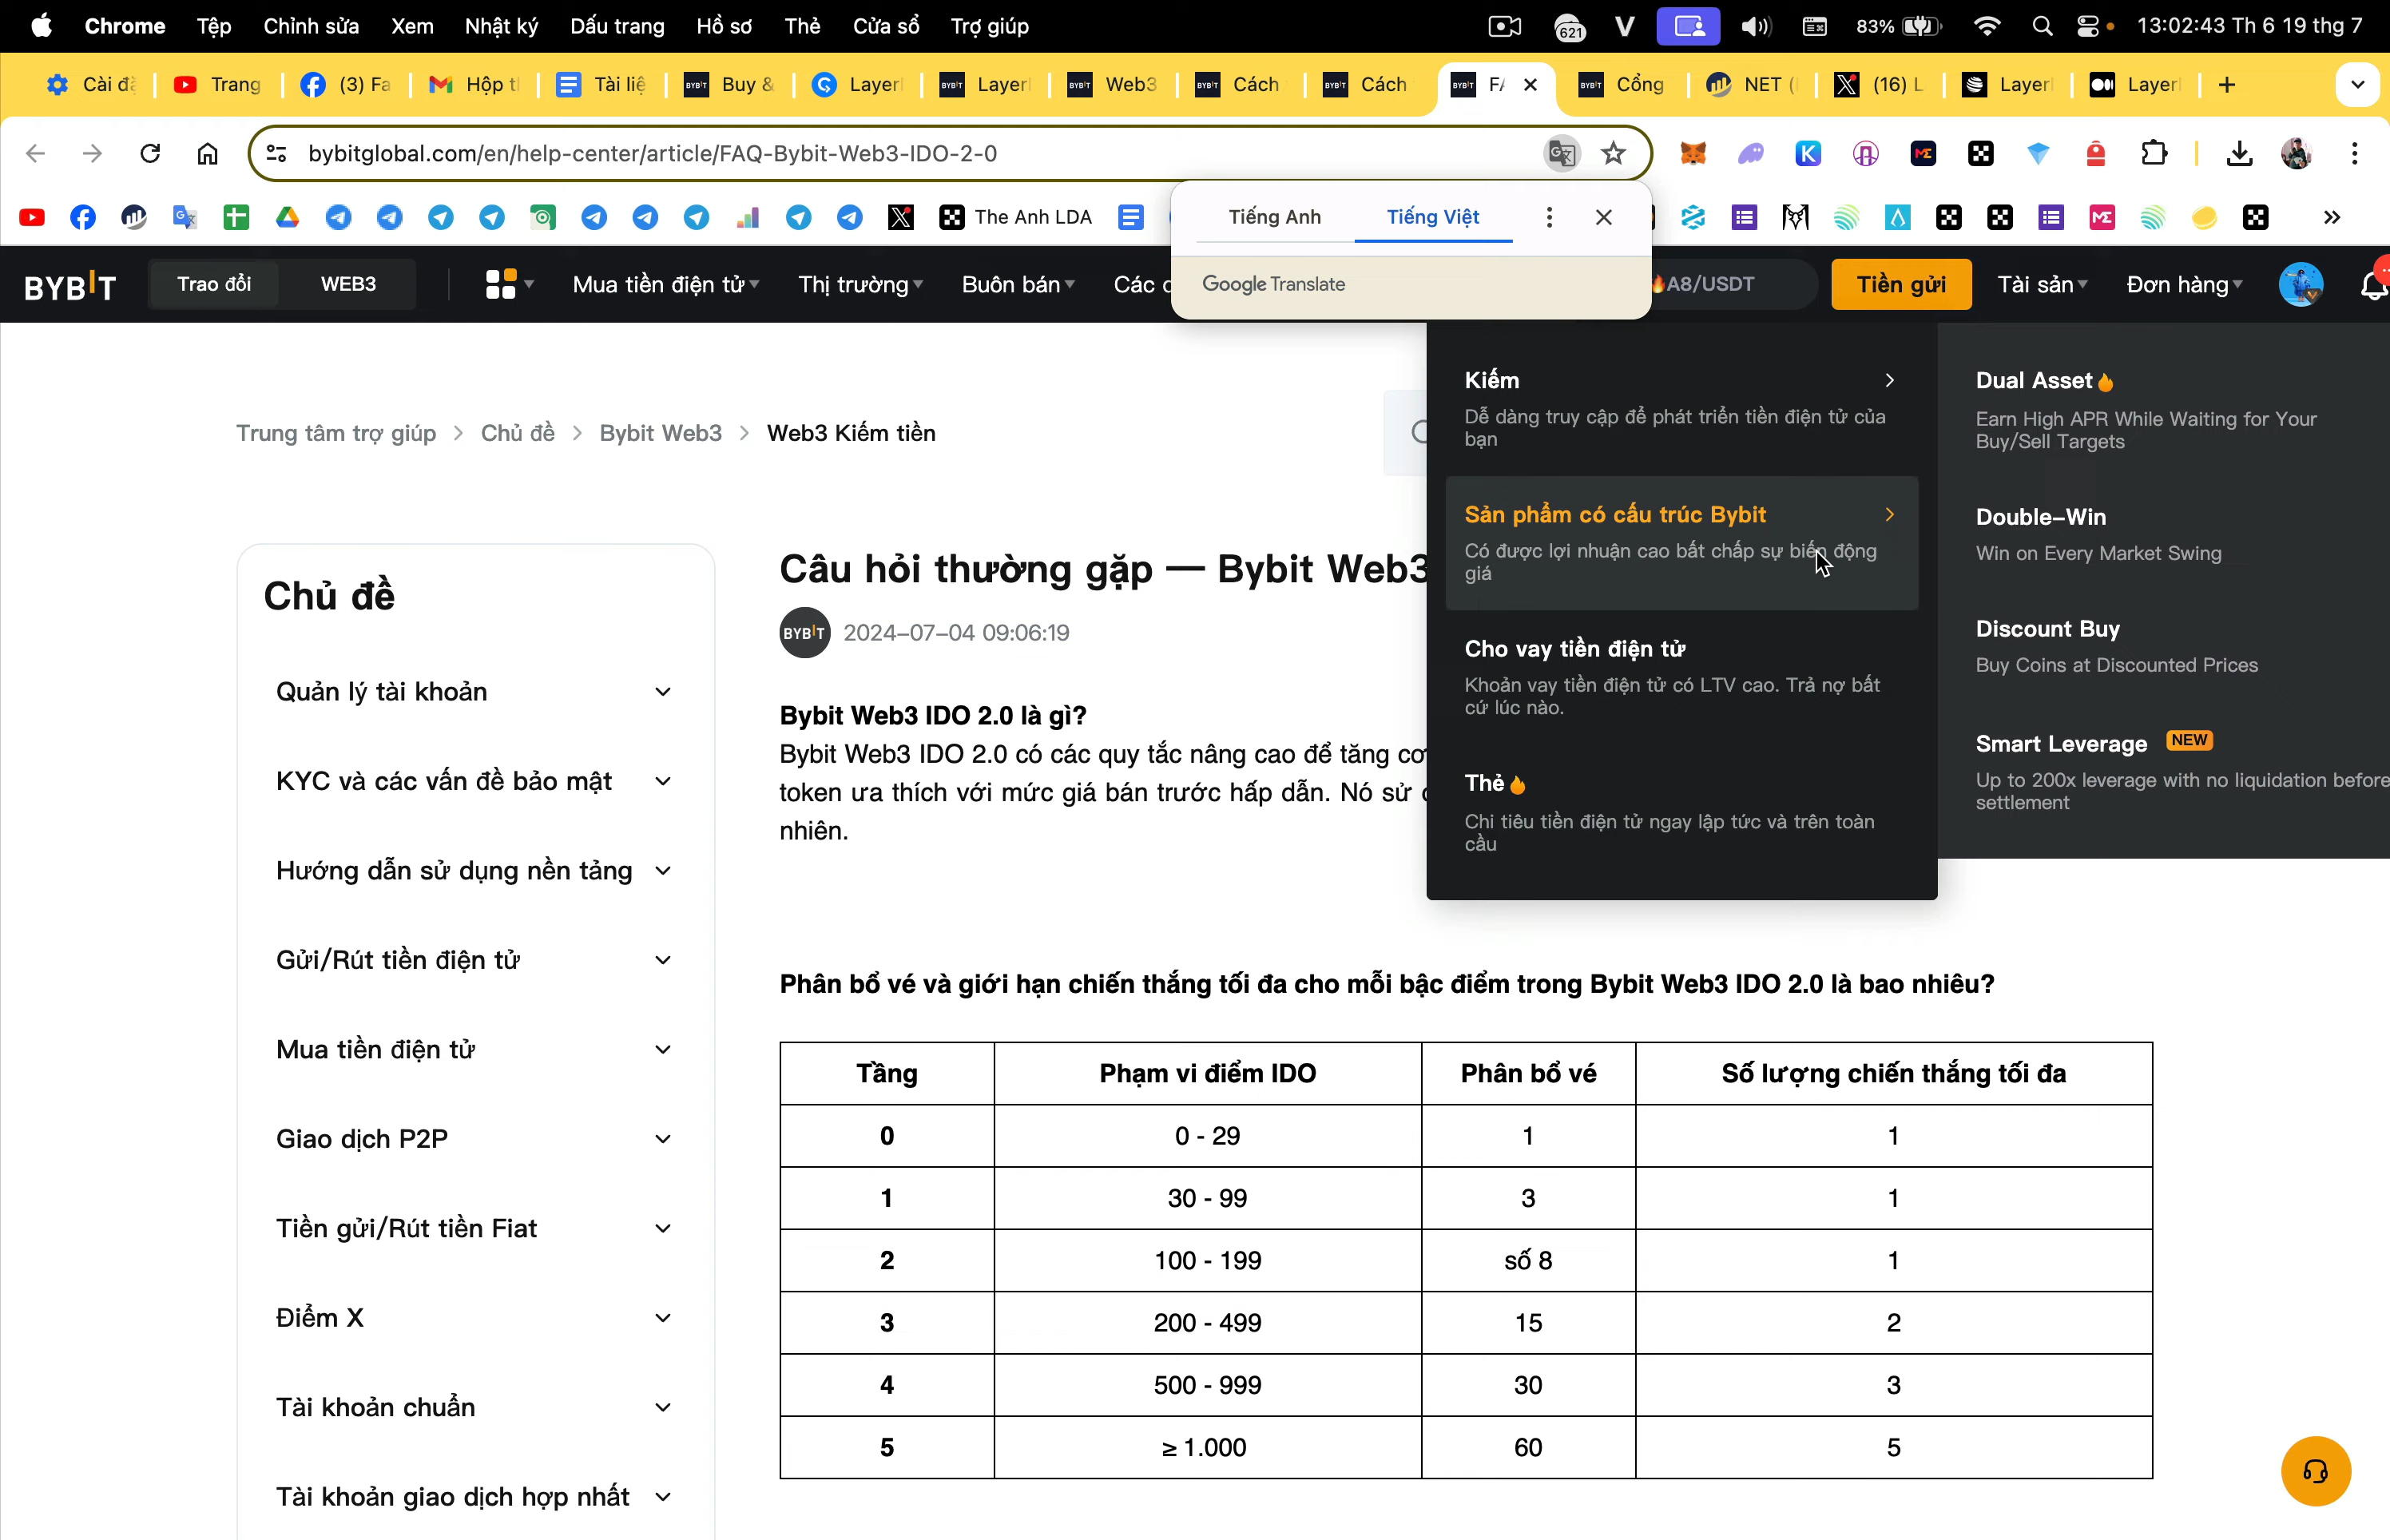 Chrome Tệp Chỉnh sửa Xem Nhật ký Dấu trang Hồ sơ Thẻ Cửa sổ Trợ giúp 621 V 83% 13:02:43 Th 6 19 thg 7
Cài đặ Trang (3) Fa Hộp th Tài liệ Buy & Layer Layer Web3 Cách Cách FA Cổng NET ( (16) L Layer Layer
bybitglobal.com/en/help-center/article/FAQ-Bybit-Web3-IDO-2-0
The Anh LDA
Tiếng Anh Tiếng Việt
Google Translate
BYBIT Trao đổi WEB3 Mua tiền điện tử Thị trường Buôn bán Các A8/USDT Tiền gửi Tài sản Đơn hàng
Trung tâm trợ giúp > Chủ đề > Bybit Web3 > Web3 Kiếm tiền
Kiếm
Dễ dàng truy cập để phát triển tiền điện tử của
bạn
Sản phẩm có cấu trúc Bybit
Có được lợi nhuận cao bất chấp sự biến động
giá
Cho vay tiền điện tử
Khoản vay tiền điện tử có LTV cao. Trả nợ bất
cứ lúc nào.
Thẻ
Chi tiêu tiền điện tử ngay lập tức và trên toàn
cầu
Dual Asset
Earn High APR While Waiting for Your
Buy/Sell Targets
Double-Win
Win on Every Market Swing
Discount Buy
Buy Coins at Discounted Prices
Smart Leverage NEW
Up to 200x leverage with no liquidation before
settlement
Chủ đề
Quản lý tài khoản
KYC và các vấn đề bảo mật
Hướng dẫn sử dụng nền tảng
Gửi/Rút tiền điện tử
Mua tiền điện tử
Giao dịch P2P
Tiền gửi/Rút tiền Fiat
Điểm X
Tài khoản chuẩn
Tài khoản giao dịch hợp nhất
Câu hỏi thường gặp — Bybit Web3
BYBIT 2024-07-04 09:06:19
Bybit Web3 IDO 2.0 là gì?
Bybit Web3 IDO 2.0 có các quy tắc nâng cao để tăng
token ưa thích với mức giá bán trước hấp dẫn. Nó sử
nhiên.
Phân bổ vé và giới hạn chiến thắng tối đa cho mỗi bậc điểm trong Bybit Web3 IDO 2.0 là bao nhiêu?
Tầng Phạm vi điểm IDO Phân bổ vé Số lượng chiến thắng tối đa
0 0 - 29 1 1
1 30 - 99 3 1
2 100 - 199 số 8 1
3 200 - 499 15 2
4 500 - 999 30 3
5 ≥ 1.000 60 5